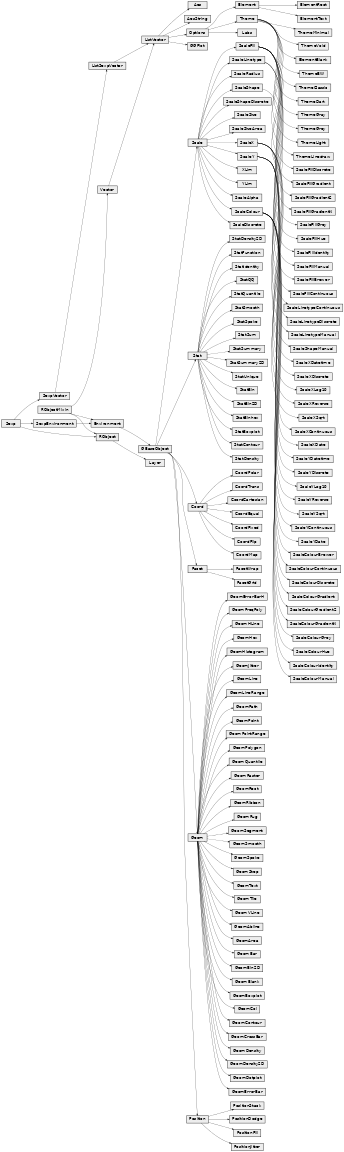 Sexp
SexpVector
RObjectMixin
SexpEnvironment
RObject
ListSexpVector
Vector
Environment
Layer
ListVector
GBaseObject
Aes
AesString
Options
GGPlot
Element
Theme
Labs
ElementRect
ElementText
ThemeMinimal
ThemeVoid
ElementBlank
ThemeBW
ThemeClassic
ThemeDark
ThemeGray
ThemeGrey
ThemeLight
ThemeLinedraw
Scale
ScaleFill
ScaleLinetype
ScaleRadius
ScaleShape
ScaleShapeDiscrete
ScaleSize
ScaleSizeArea
ScaleX
ScaleY
XLim
YLim
ScaleAlpha
ScaleColour
ScaleDiscrete
ScaleFillDiscrete
ScaleFillGradient
ScaleFillGradient2
ScaleFillGradientN
ScaleFillGrey
ScaleFillHue
ScaleFillIdentity
ScaleFillManual
ScaleFillBrewer
ScaleFillContinuous
ScaleLinetypeContinuous
ScaleLinetypeDiscrete
ScaleLinetypeManual
ScaleShapeManual
ScaleXDatetime
ScaleXDiscrete
ScaleXLog10
ScaleXReverse
ScaleXSqrt
ScaleXContinuous
ScaleXDate
ScaleYDatetime
ScaleYDiscrete
ScaleYLog10
ScaleYReverse
ScaleYSqrt
ScaleYContinuous
ScaleYDate
ScaleColourBrewer
ScaleColourContinuous
ScaleColourDiscrete
ScaleColourGradient
ScaleColourGradient2
ScaleColourGradientN
ScaleColourGrey
ScaleColourHue
ScaleColourIdentity
ScaleColourManual
Stat
StatDensity2D
StatFunction
StatIdentity
StatQQ
StatQuantile
StatSmooth
StatSpoke
StatSum
StatSummary
StatSummary2D
StatUnique
StatBin
StatBin2D
StatBinhex
StatBoxplot
StatContour
StatDensity
Coord
CoordPolar
CoordTrans
CoordCartesian
CoordEqual
CoordFixed
CoordFlip
CoordMap
Facet
FacetWrap
FacetGrid
Geom
GeomErrorBarH
GeomFreqPoly
GeomHLine
GeomHex
GeomHistogram
GeomJitter
GeomLine
GeomLineRange
GeomPath
GeomPoint
GeomPointRange
GeomPolygon
GeomQuantile
GeomRaster
GeomRect
GeomRibbon
GeomRug
GeomSegment
GeomSmooth
GeomSpoke
GeomStep
GeomText
GeomTile
GeomVLine
GeomAbline
GeomArea
GeomBar
GeomBin2D
GeomBlank
GeomBoxplot
GeomCol
GeomContour
GeomCrossBar
GeomDensity
GeomDensity2D
GeomDotplot
GeomErrorBar
Position
PositionStack
PositionDodge
PositionFill
PositionJitter